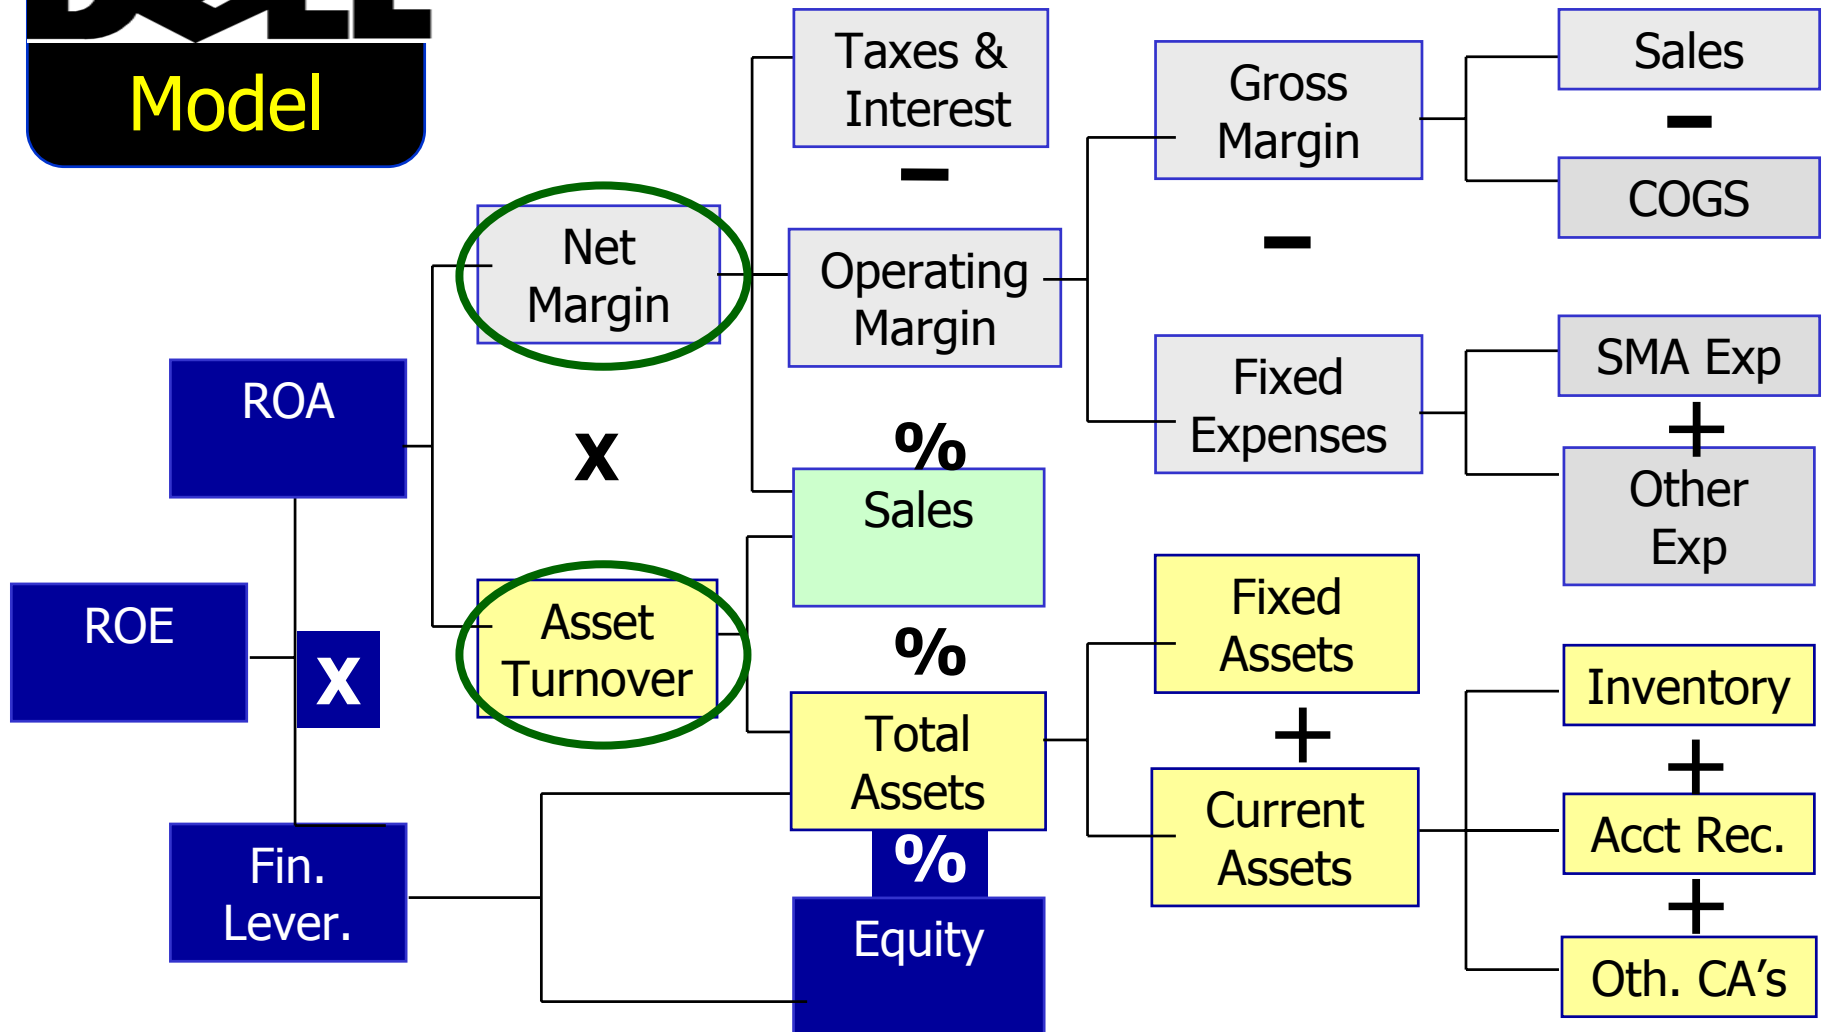 Model
Taxes &
Interest
Gross
Margin
Sales
−
COGS
−
−
Net
Margin
Operating
Margin
SMA Exp
Fixed
Expenses
+
Other
Exp
ROA
x
%
Sales
ROE
x
Asset
Turnover
%
Fixed
Assets
Inventory
Total
Assets
+
+
Current
Assets
Acct Rec.
%
Fin.
Lever.
Equity
+
Oth. CA’s